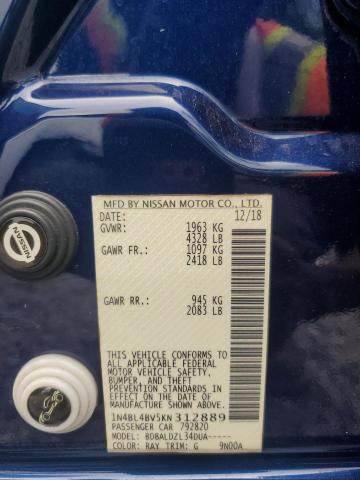 MFD BY NISSAN MOTOR CO., LTD.
DATE: 12/18
GVWR: 1963 KG
4328 LB
GAWR FR.: 1097 KG
2418 LB
GAWR RR.: 945 KG
2083 LB
THIS VEHICLE CONFORMS TO
ALL APPLICABLE FEDERAL
MOTOR VEHICLE SAFETY,
BUMPER, AND THEFT
PREVENTION STANDARDS IN
EFFECT ON THE DATE OF
MANUFACTURE SHOWN ABOVE
1N4BL4BV5KN312889
PASSENGER CAR 792820
MODEL: BDBALDZL34DUA-----
COLOR: RAY TRIM: G 9N00A
NISSAN